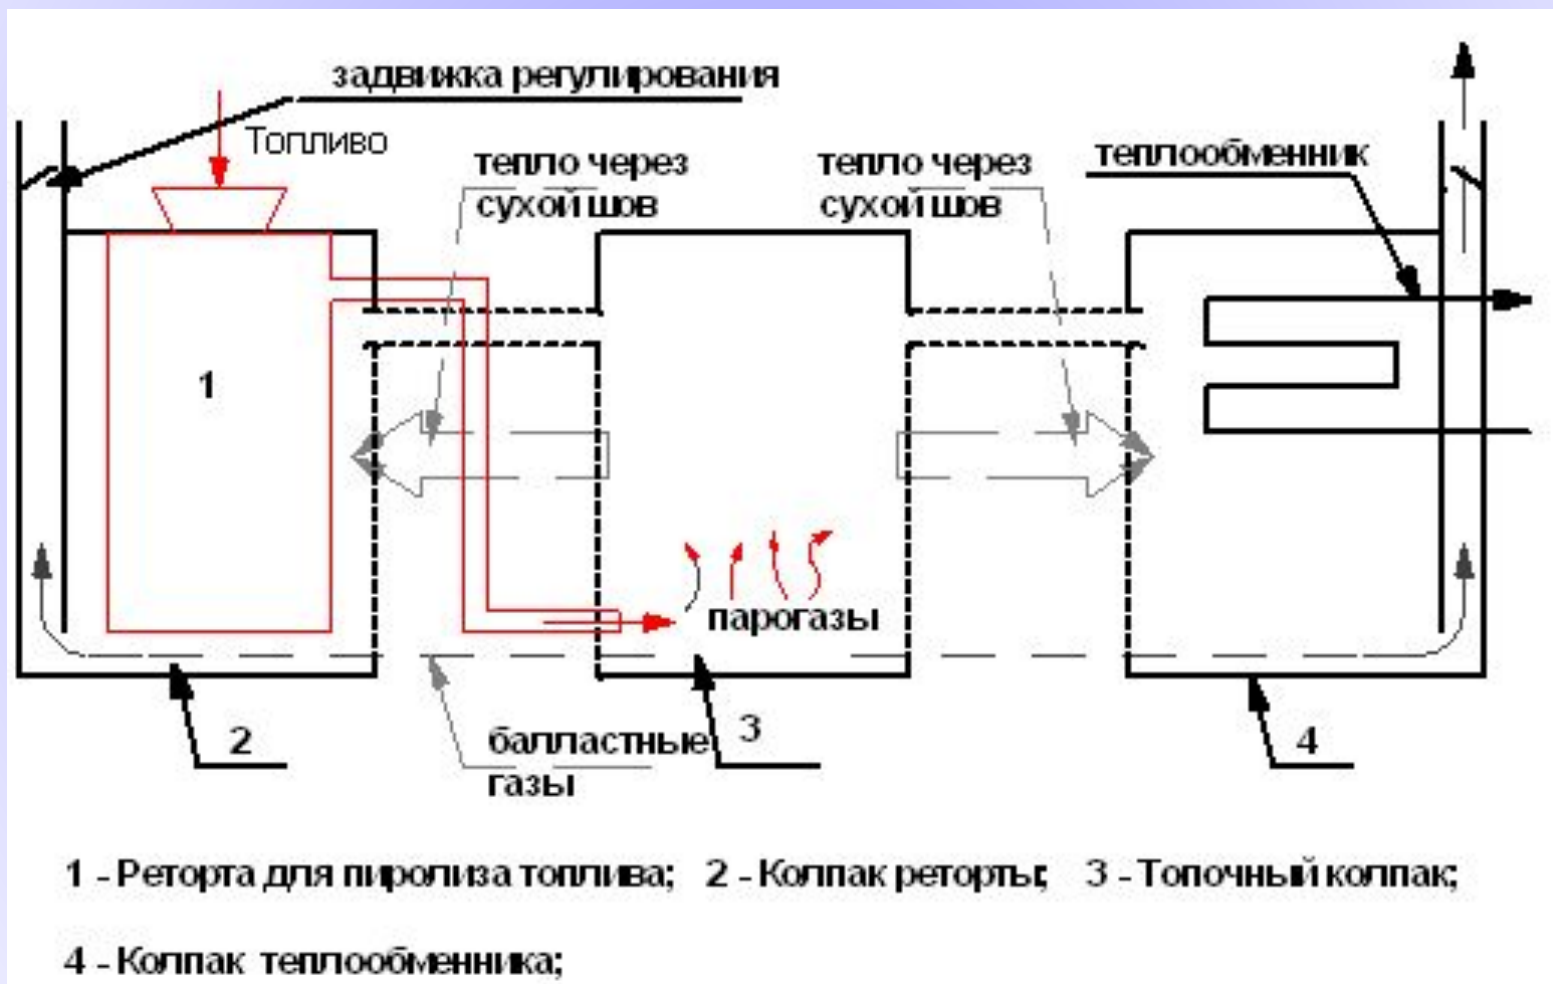 задвижка регулирования
Топливо
тепло через
сухой шов
тепло через
сухой шов
теплообменник
1
парогазы
2
балластные
газы
3
4
1 - Реторта для пиролиза топлива; 2 - Колпак реторты; 3 - Топочный колпак;
4 - Колпак теплообменника;